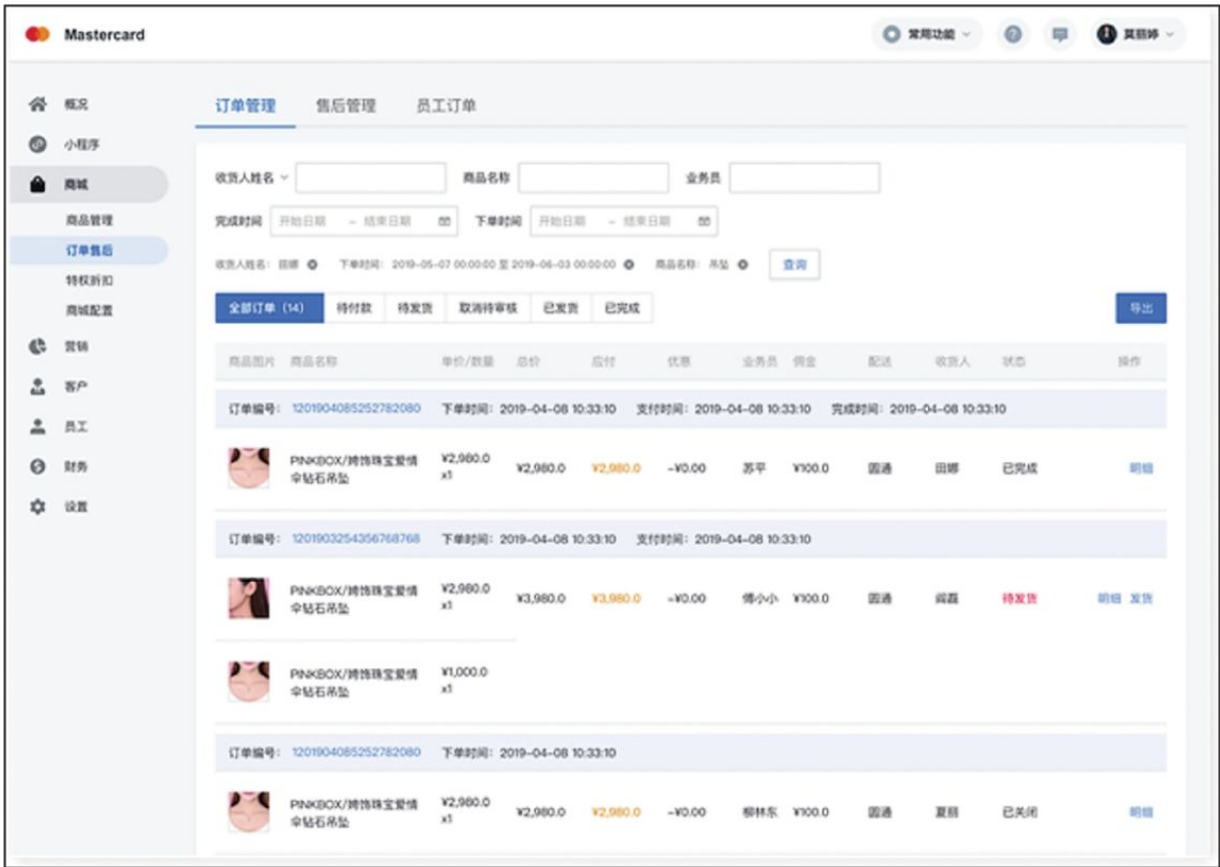 Mastercard
常用功能
莫丽婷
概况
小程序
商城
商品管理
订单售后
特权折扣
商城配置
营销
客户
员工
财务
设置
订单管理 售后管理 员工订单
收货人姓名 商品名称 业务员
完成时间 开始日期 ~ 结束日期 下单时间 开始日期 ~ 结束日期
收货人姓名: 田娜 下单时间: 2019-05-07 00:00:00 至 2019-06-03 00:00:00 商品名称: 吊坠 查询
全部订单 (14) 待付款 待发货 取消待审核 已发货 已完成 导出
商品图片 商品名称 单价/数量 总价 应付 优惠 业务员 佣金 配送 收货人 状态 操作
订单编号: 1201904085252782080 下单时间: 2019-04-08 10:33:10 支付时间: 2019-04-08 10:33:10 完成时间: 2019-04-08 10:33:10
PINKBOX/娉饰珠宝爱情 ¥2,980.0
伞钻石吊坠 x1
¥2,980.0 ¥2,980.0 -¥0.00 苏平 ¥100.0 圆通 田娜 已完成 明细
订单编号: 1201903254356768768 下单时间: 2019-04-08 10:33:10 支付时间: 2019-04-08 10:33:10
PINKBOX/娉饰珠宝爱情 ¥2,980.0
伞钻石吊坠 x1
¥3,980.0 ¥3,980.0 -¥0.00 傅小小 ¥100.0 圆通 阎磊 待发货 明细 发货
PINKBOX/娉饰珠宝爱情 ¥1,000.0
伞钻石吊坠 x1
订单编号: 1201904085252782080 下单时间: 2019-04-08 10:33:10
PINKBOX/娉饰珠宝爱情 ¥2,980.0
伞钻石吊坠 x1
¥2,980.0 ¥2,980.0 -¥0.00 柳林东 ¥100.0 圆通 夏丽 已关闭 明细